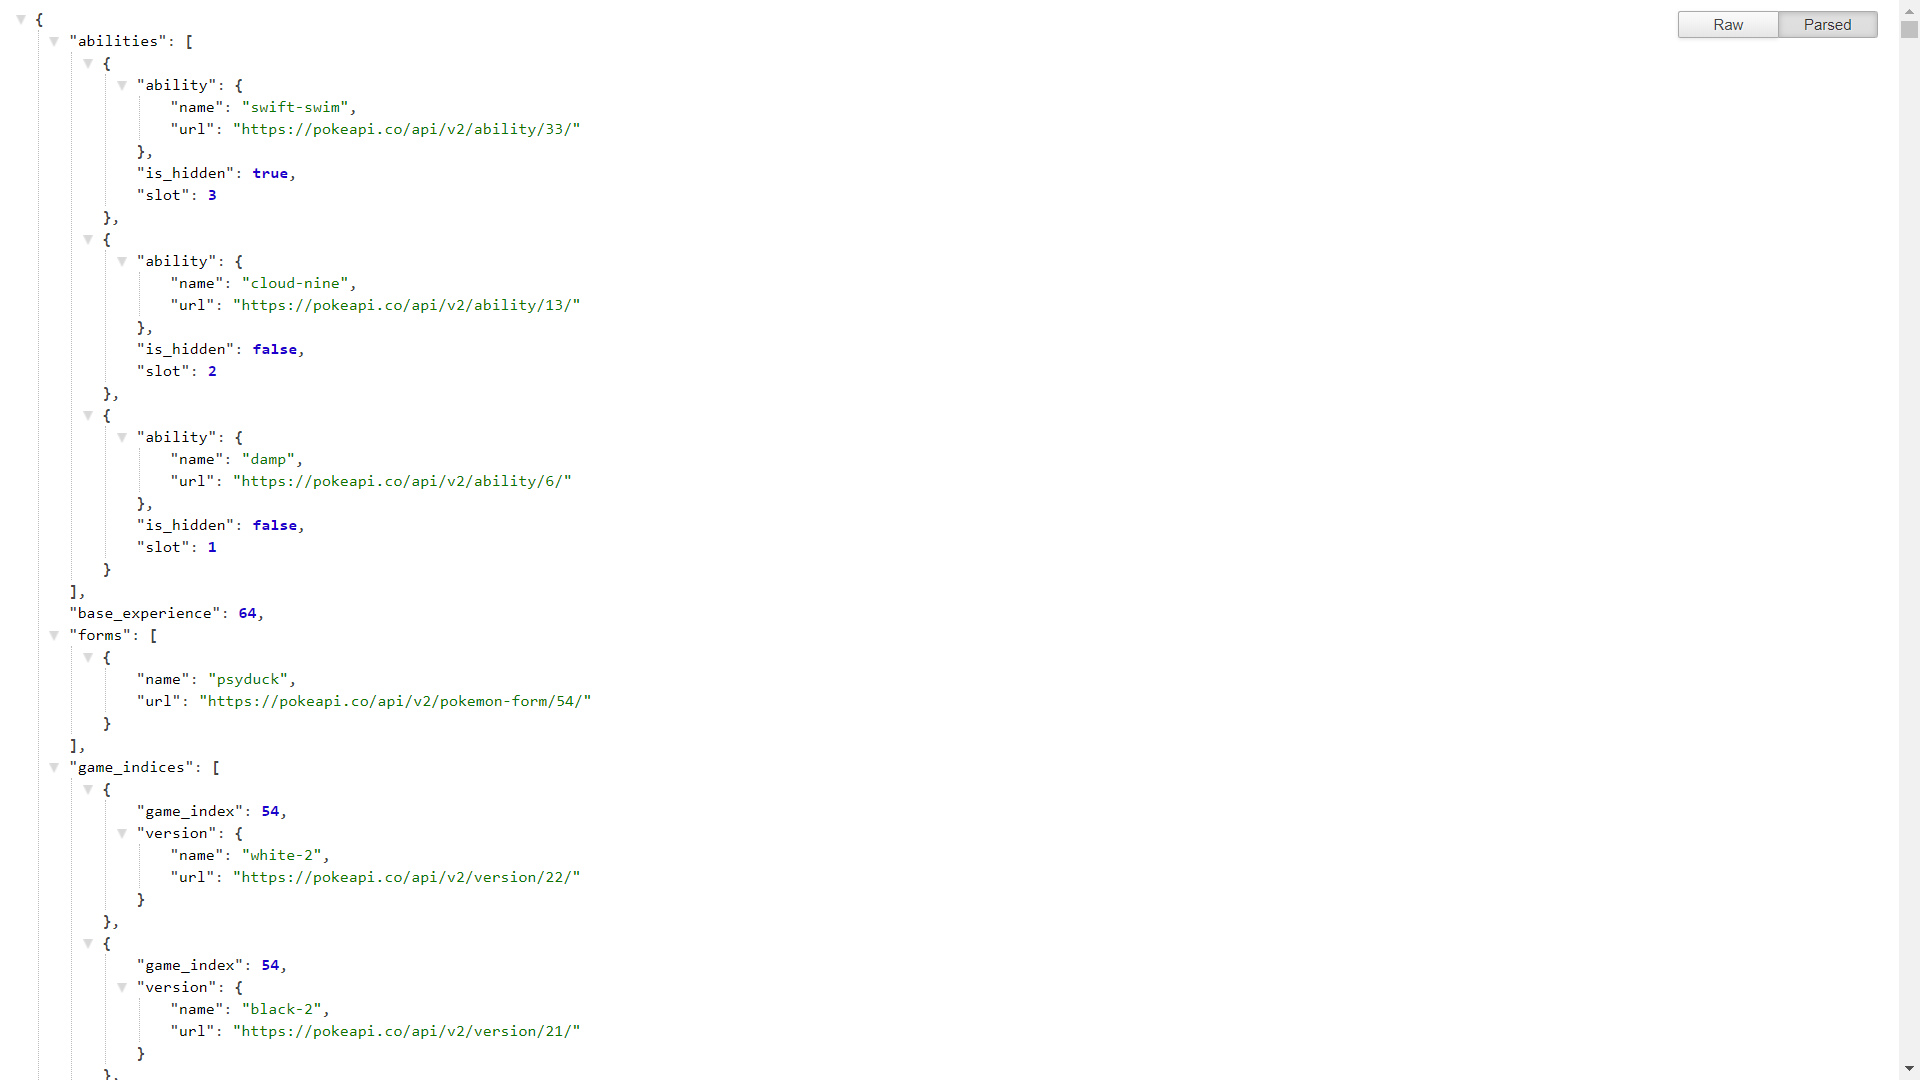 {
Raw Parsed
"abilities": [
{
"ability": {
"name": "swift-swim",
"url": "https://pokeapi.co/api/v2/ability/33/"
},
"is_hidden": true,
"slot": 3
},
{
"ability": {
"name": "cloud-nine",
"url": "https://pokeapi.co/api/v2/ability/13/"
},
"is_hidden": false,
"slot": 2
},
{
"ability": {
"name": "damp",
"url": "https://pokeapi.co/api/v2/ability/6/"
},
"is_hidden": false,
"slot": 1
}
],
"base_experience": 64,
"forms": [
{
"name": "psyduck",
"url": "https://pokeapi.co/api/v2/pokemon-form/54/"
}
],
"game_indices": [
{
"game_index": 54,
"version": {
"name": "white-2",
"url": "https://pokeapi.co/api/v2/version/22/"
}
},
{
"game_index": 54,
"version": {
"name": "black-2",
"url": "https://pokeapi.co/api/v2/version/21/"
}
},